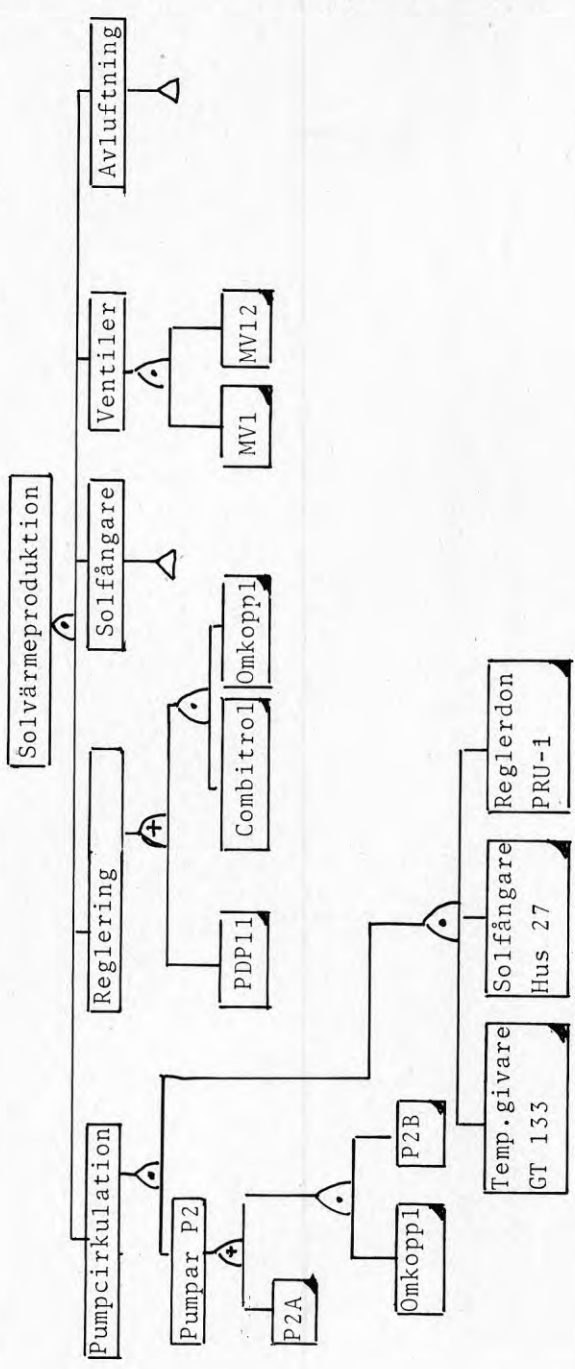 Solvärmeproduktion
Pumpcirkulation
Reglering
Solfångare
Ventiler
Avluftning
Pumpar P2
PDP11
Combitrol
Omkoppl
MV1
MV12
P2A
Omkoppl
P2B
Temp.givare
GT 133
Solfångare
Hus 27
Reglerdon
PRU-1